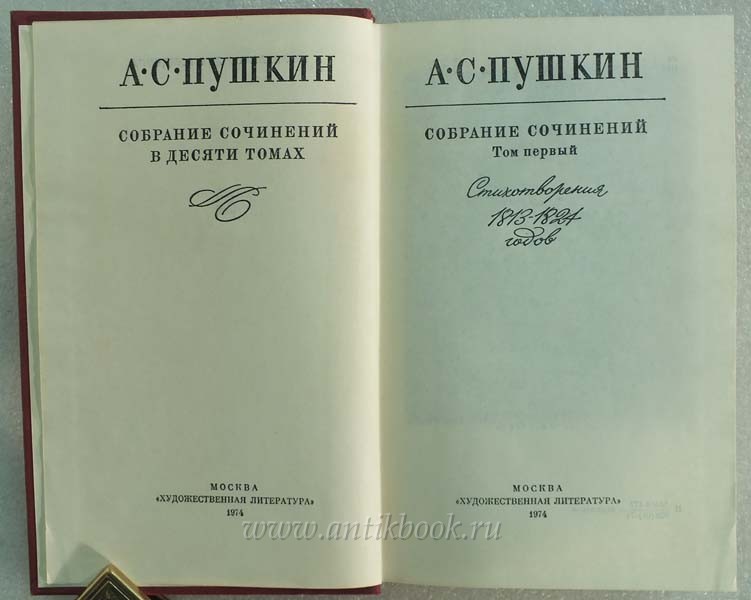 А·С·ПУШКИН
СОБРАНИЕ СОЧИНЕНИЙ
В ДЕСЯТИ ТОМАХ
МОСКВА
«ХУДОЖЕСТВЕННАЯ ЛИТЕРАТУРА»
1974
А·С·ПУШКИН
СОБРАНИЕ СОЧИНЕНИЙ
Том первый
Стихотворения
1813-1824
годов
МОСКВА
«ХУДОЖЕСТВЕННАЯ ЛИТЕРАТУРА»
1974
www.antikbook.ru